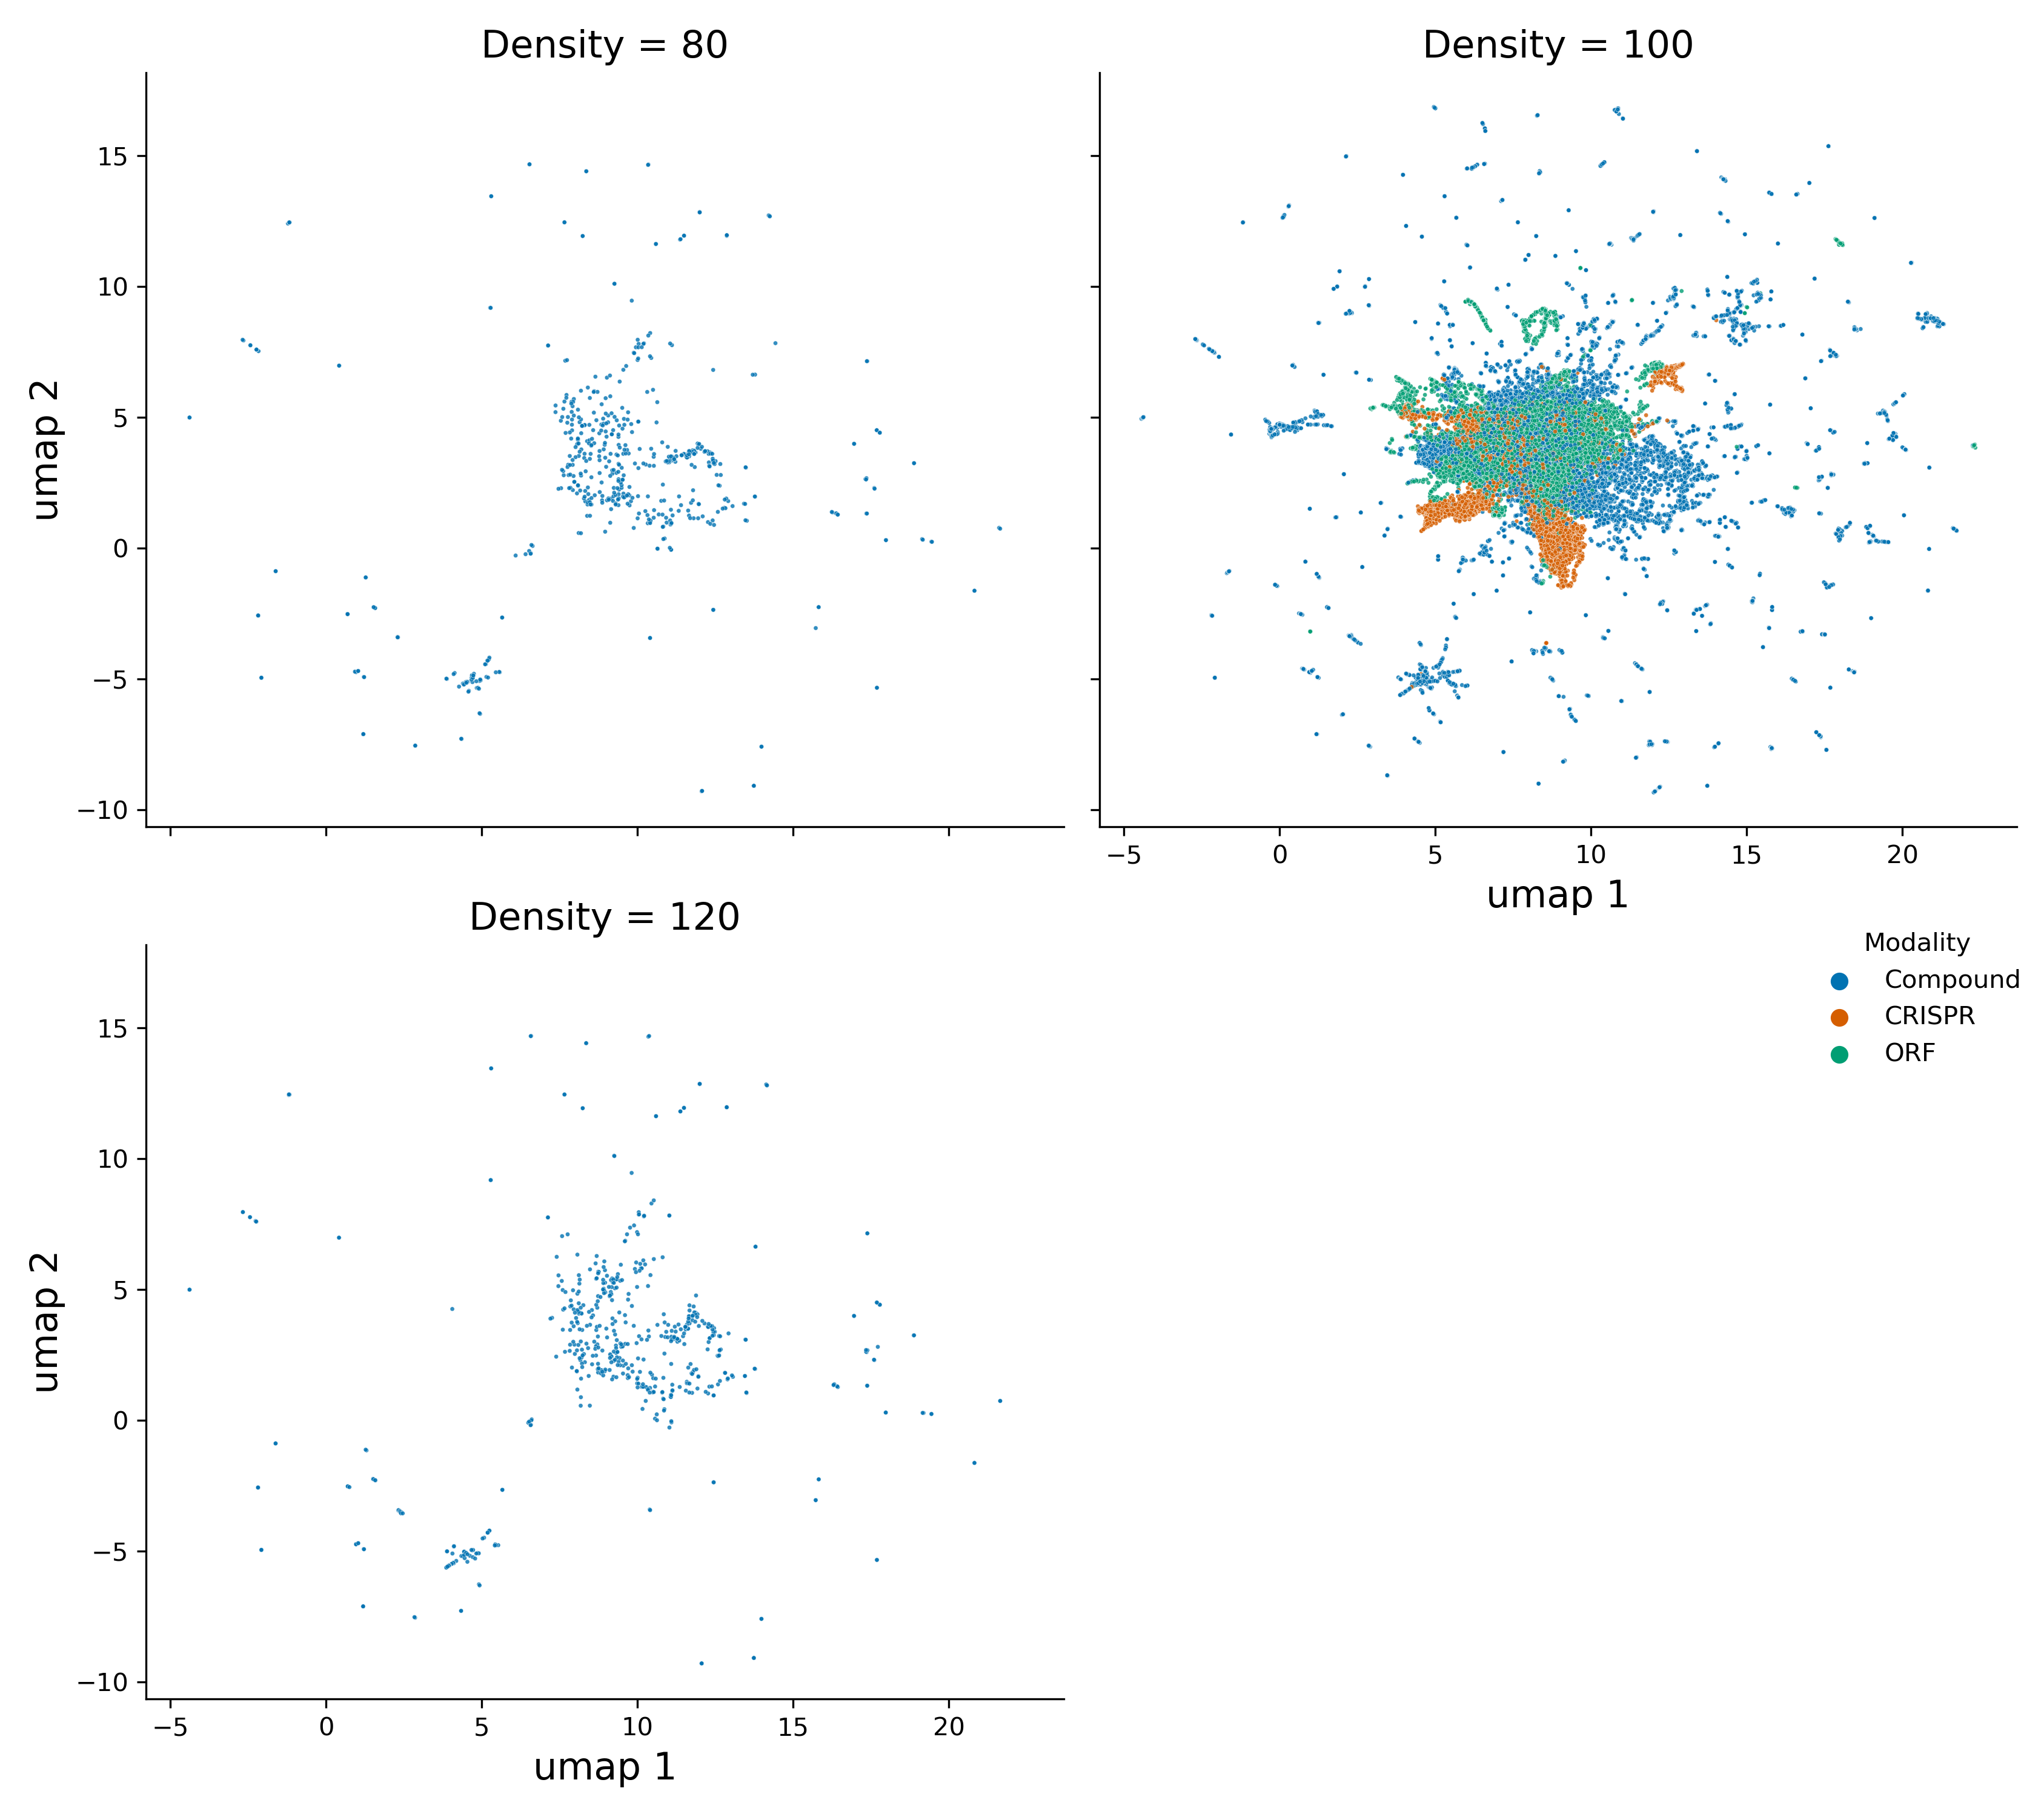 Density = 80
umap 2
15
10
5
0
−5
−10
Density = 100
−5 0 5 10 15 20
umap 1
Density = 120
umap 2
15
10
5
0
−5
−10
−5 0 5 10 15 20
umap 1
Modality
Compound
CRISPR
ORF